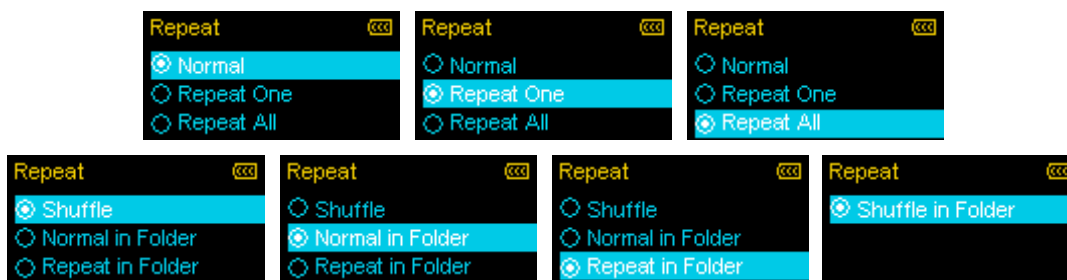 Repeat
Normal
Repeat One
Repeat All
Repeat
Normal
Repeat One
Repeat All
Repeat
Normal
Repeat One
Repeat All
Repeat
Shuffle
Normal in Folder
Repeat in Folder
Repeat
Shuffle
Normal in Folder
Repeat in Folder
Repeat
Shuffle
Normal in Folder
Repeat in Folder
Repeat
Shuffle in Folder